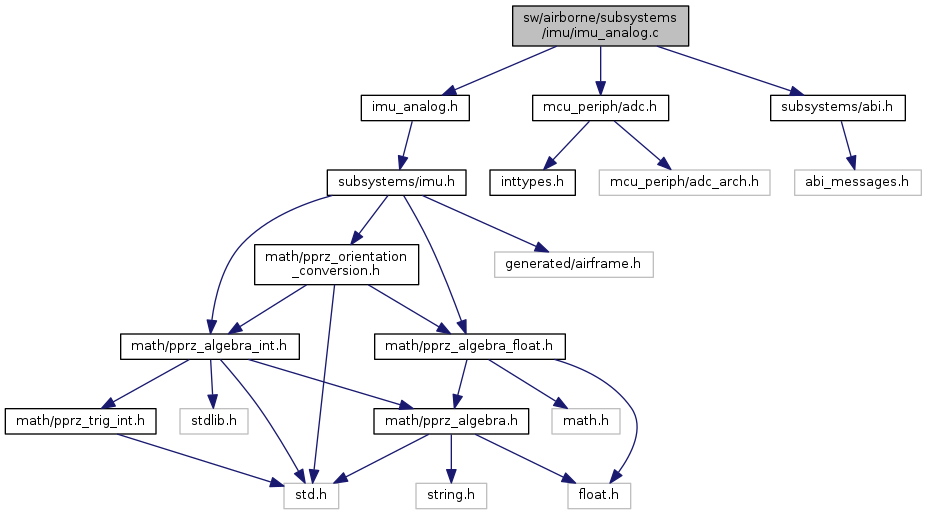 sw/airborne/subsystems
/imu/imu_analog.c
imu_analog.h
mcu_periph/adc.h
subsystems/abi.h
subsystems/imu.h
inttypes.h
mcu_periph/adc_arch.h
abi_messages.h
math/pprz_orientation
_conversion.h
generated/airframe.h
math/pprz_algebra_int.h
math/pprz_algebra_float.h
math/pprz_trig_int.h
stdlib.h
math/pprz_algebra.h
math.h
std.h
string.h
float.h